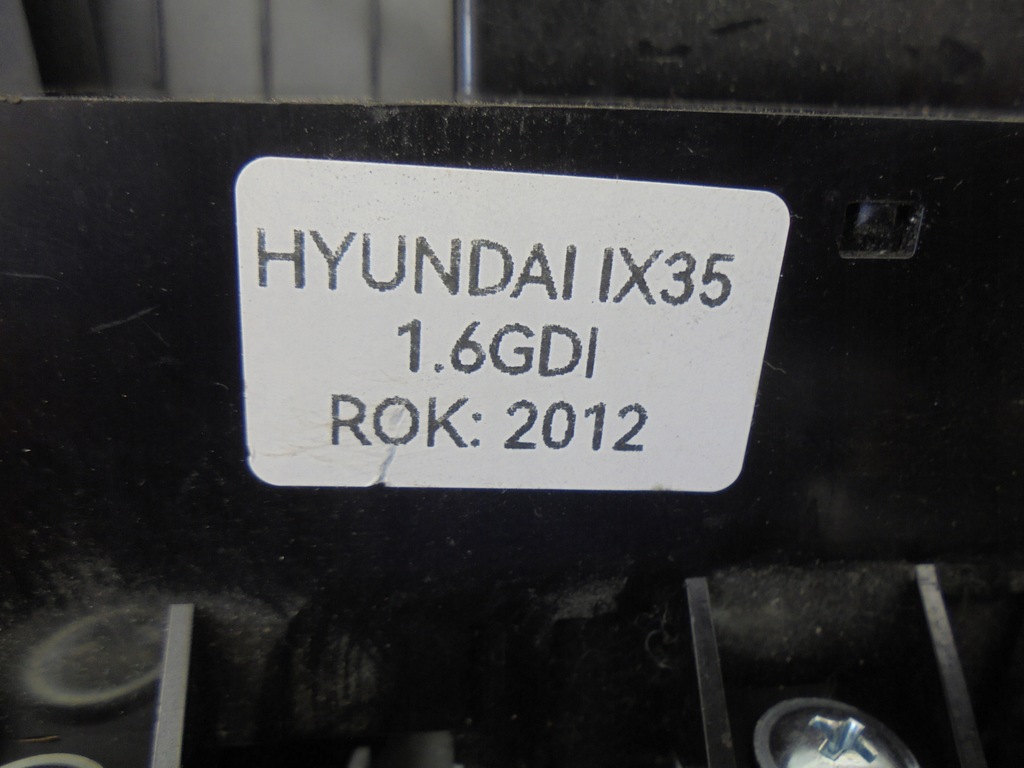 HYUNDAI IX35
1.6GDI
ROK: 2012